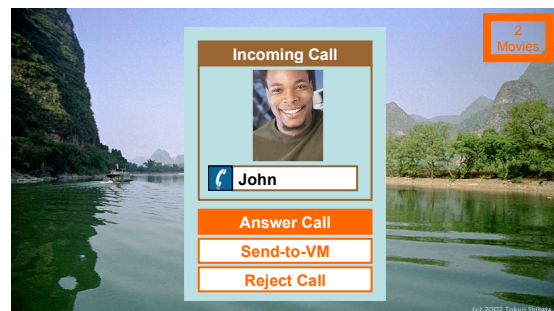 Incoming Call
2
Movies
John
Answer Call
Send-to-VM
Reject Call
(c) 2002 Tokuji Shibata